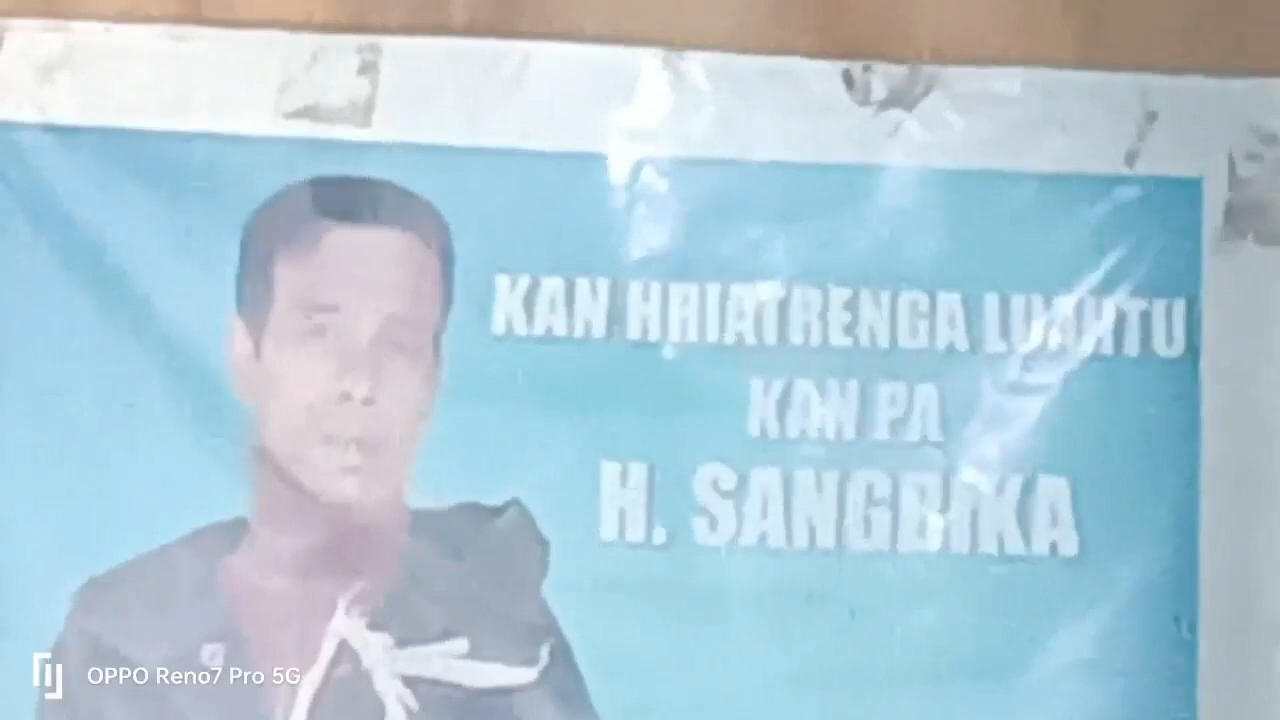 KAN HRIATRENGA LUAHTU
KAN PA
H. SANGBIKA
OPPO Reno7 Pro 5G